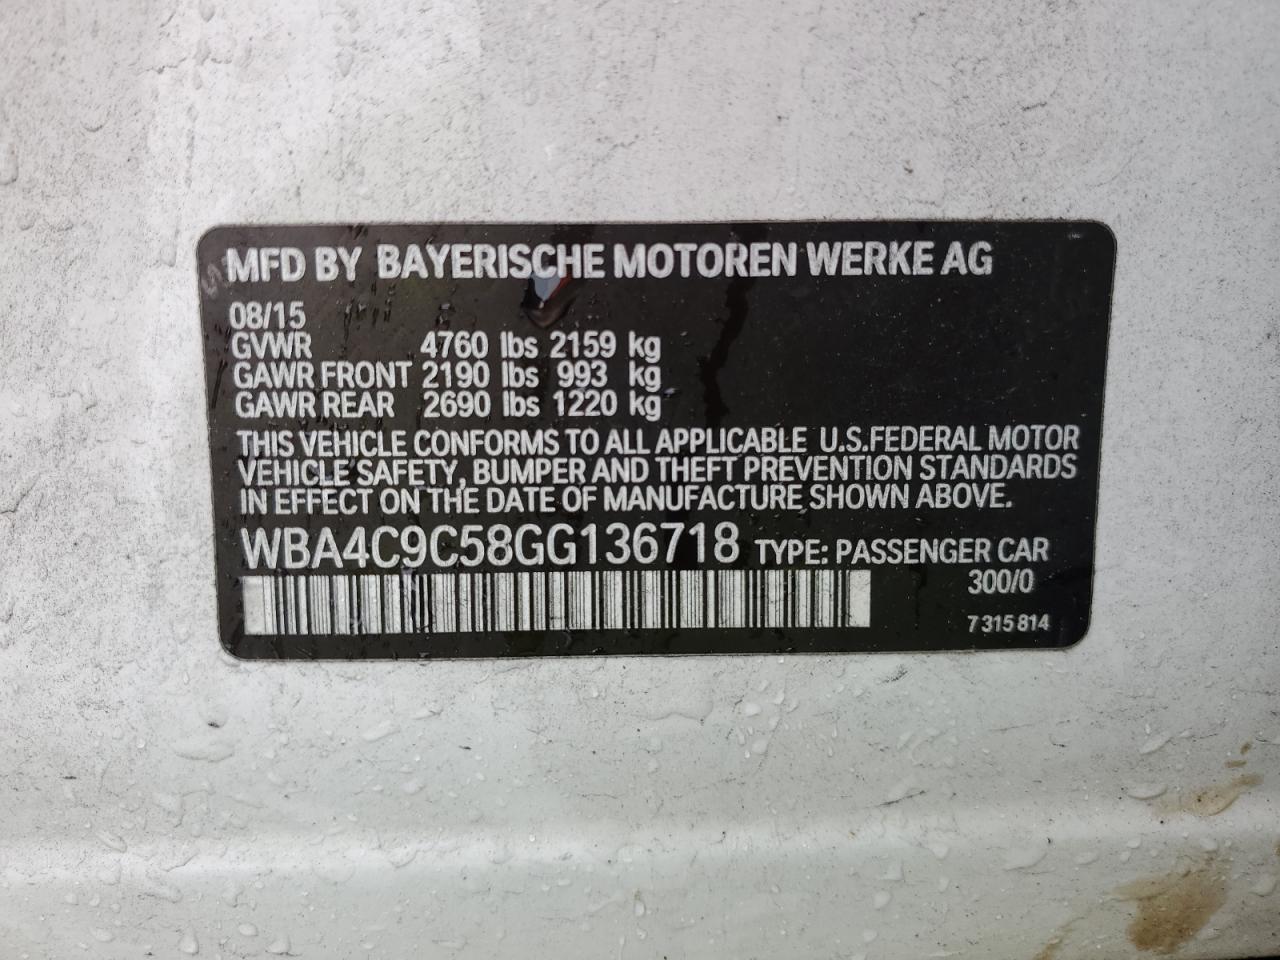 MFD BY BAYERISCHE MOTOREN WERKE AG
08/15
GVWR 4760 lbs 2159 kg
GAWR FRONT 2190 lbs 993 kg
GAWR REAR 2690 lbs 1220 kg
THIS VEHICLE CONFORMS TO ALL APPLICABLE U.S.FEDERAL MOTOR
VEHICLE SAFETY, BUMPER AND THEFT PREVENTION STANDARDS
IN EFFECT ON THE DATE OF MANUFACTURE SHOWN ABOVE.
WBA4C9C58GG136718 TYPE: PASSENGER CAR
300/0
7 315 814